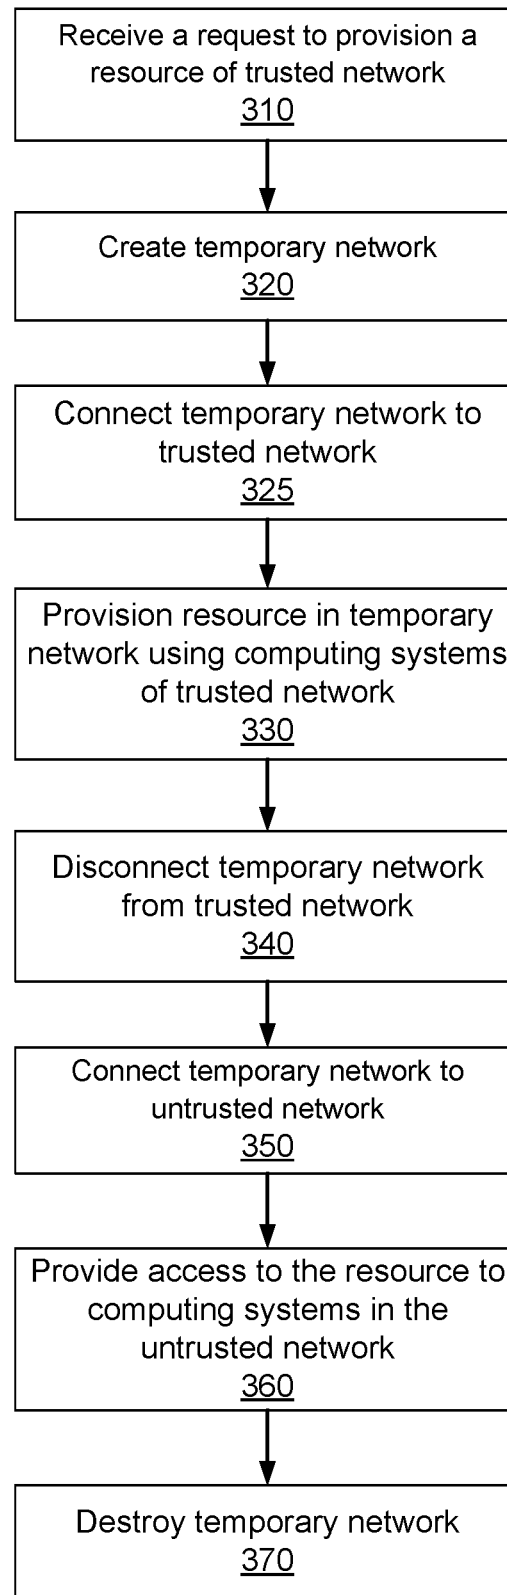 Receive a request to provision a
resource of trusted network
310
Create temporary network
320
Connect temporary network to
trusted network
325
Provision resource in temporary
network using computing systems
of trusted network
330
Disconnect temporary network
from trusted network
340
Connect temporary network to
untrusted network
350
Provide access to the resource to
computing systems in the
untrusted network
360
Destroy temporary network
370